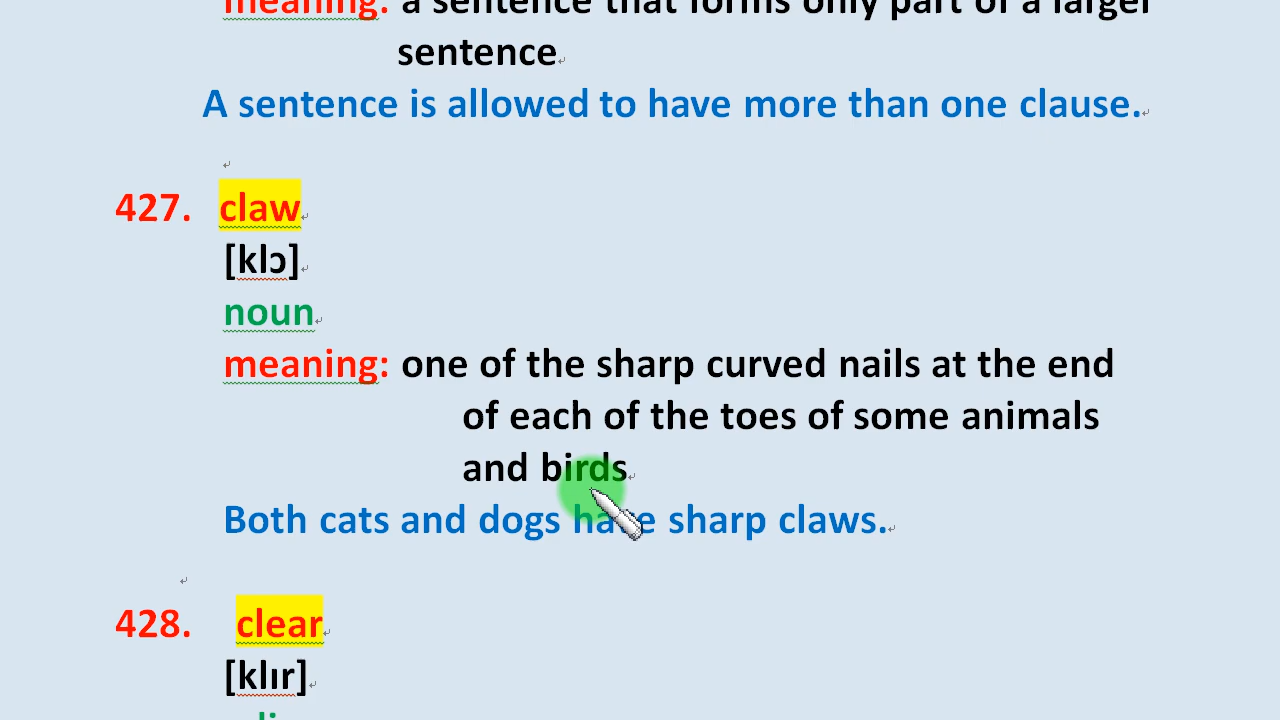 meaning: a sentence that forms only part of a larger
sentence
A sentence is allowed to have more than one clause.
427. claw
[klɔ]
noun
meaning: one of the sharp curved nails at the end
of each of the toes of some animals
and birds
Both cats and dogs have sharp claws.
428. clear
[klır]